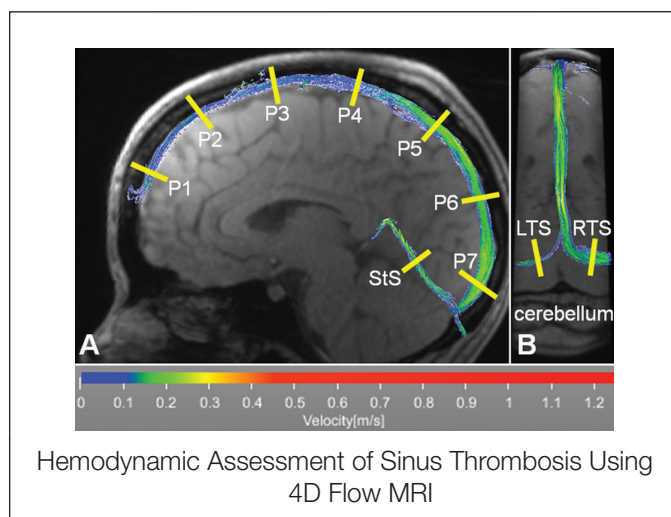 P1
P2
P3
P4
P5
P6
P7
StS
A
LTS RTS
cerebellum
B
0 0.1 0.2 0.3 0.4 0.5 0.6 0.7 0.8 0.9 1 1.1 1.2
Velocity[m/s]
Hemodynamic Assessment of Sinus Thrombosis Using
4D Flow MRI